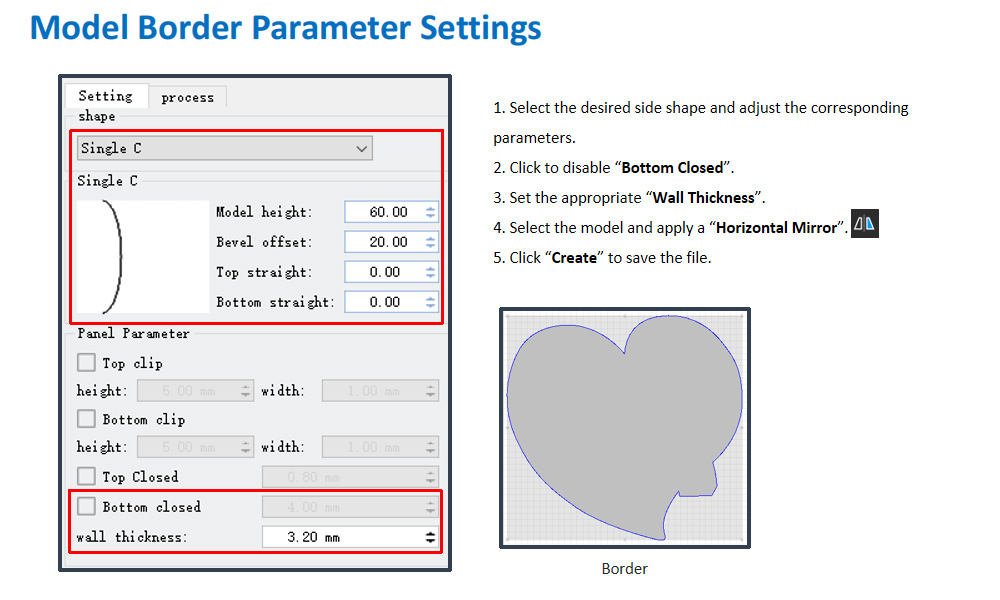 Model Border Parameter Settings
Setting process
shape
Single C
Single C
Model height: 60.00
Bevel offset: 20.00
Top straight: 0.00
Bottom straight: 0.00
Panel Parameter
Top clip
height: 5.00 mm width: 1.00 mm
Bottom clip
height: 5.00 mm width: 1.00 mm
Top Closed 0.80 mm
Bottom closed 4.00 mm
wall thickness: 3.20 mm
1. Select the desired side shape and adjust the corresponding
parameters.
2. Click to disable “Bottom Closed”.
3. Set the appropriate “Wall Thickness”.
4. Select the model and apply a “Horizontal Mirror”.
5. Click “Create” to save the file.
Border